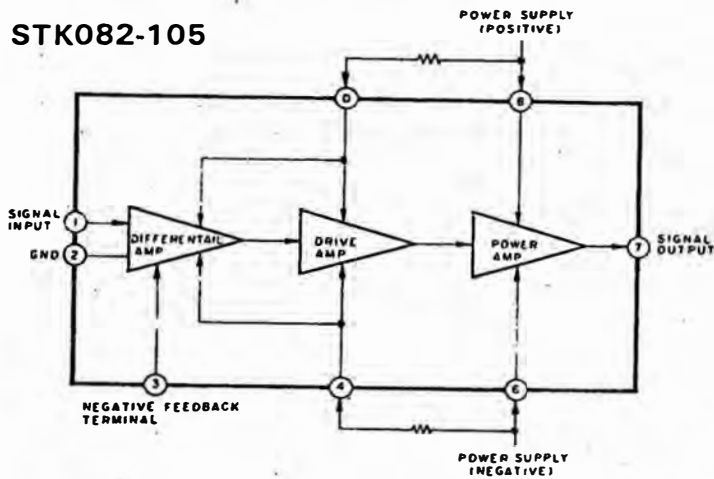 STK082-105
POWER SUPPLY
(POSITIVE)
8
SIGNAL
INPUT
1
GND
2
DIFFERENTAIL
AMP
DRIVE
AMP
POWER
AMP
7
SIGNAL
OUTPUT
3
4
6
NEGATIVE FEEDBACK
TERMINAL
POWER SUPPLY
(NEGATIVE)